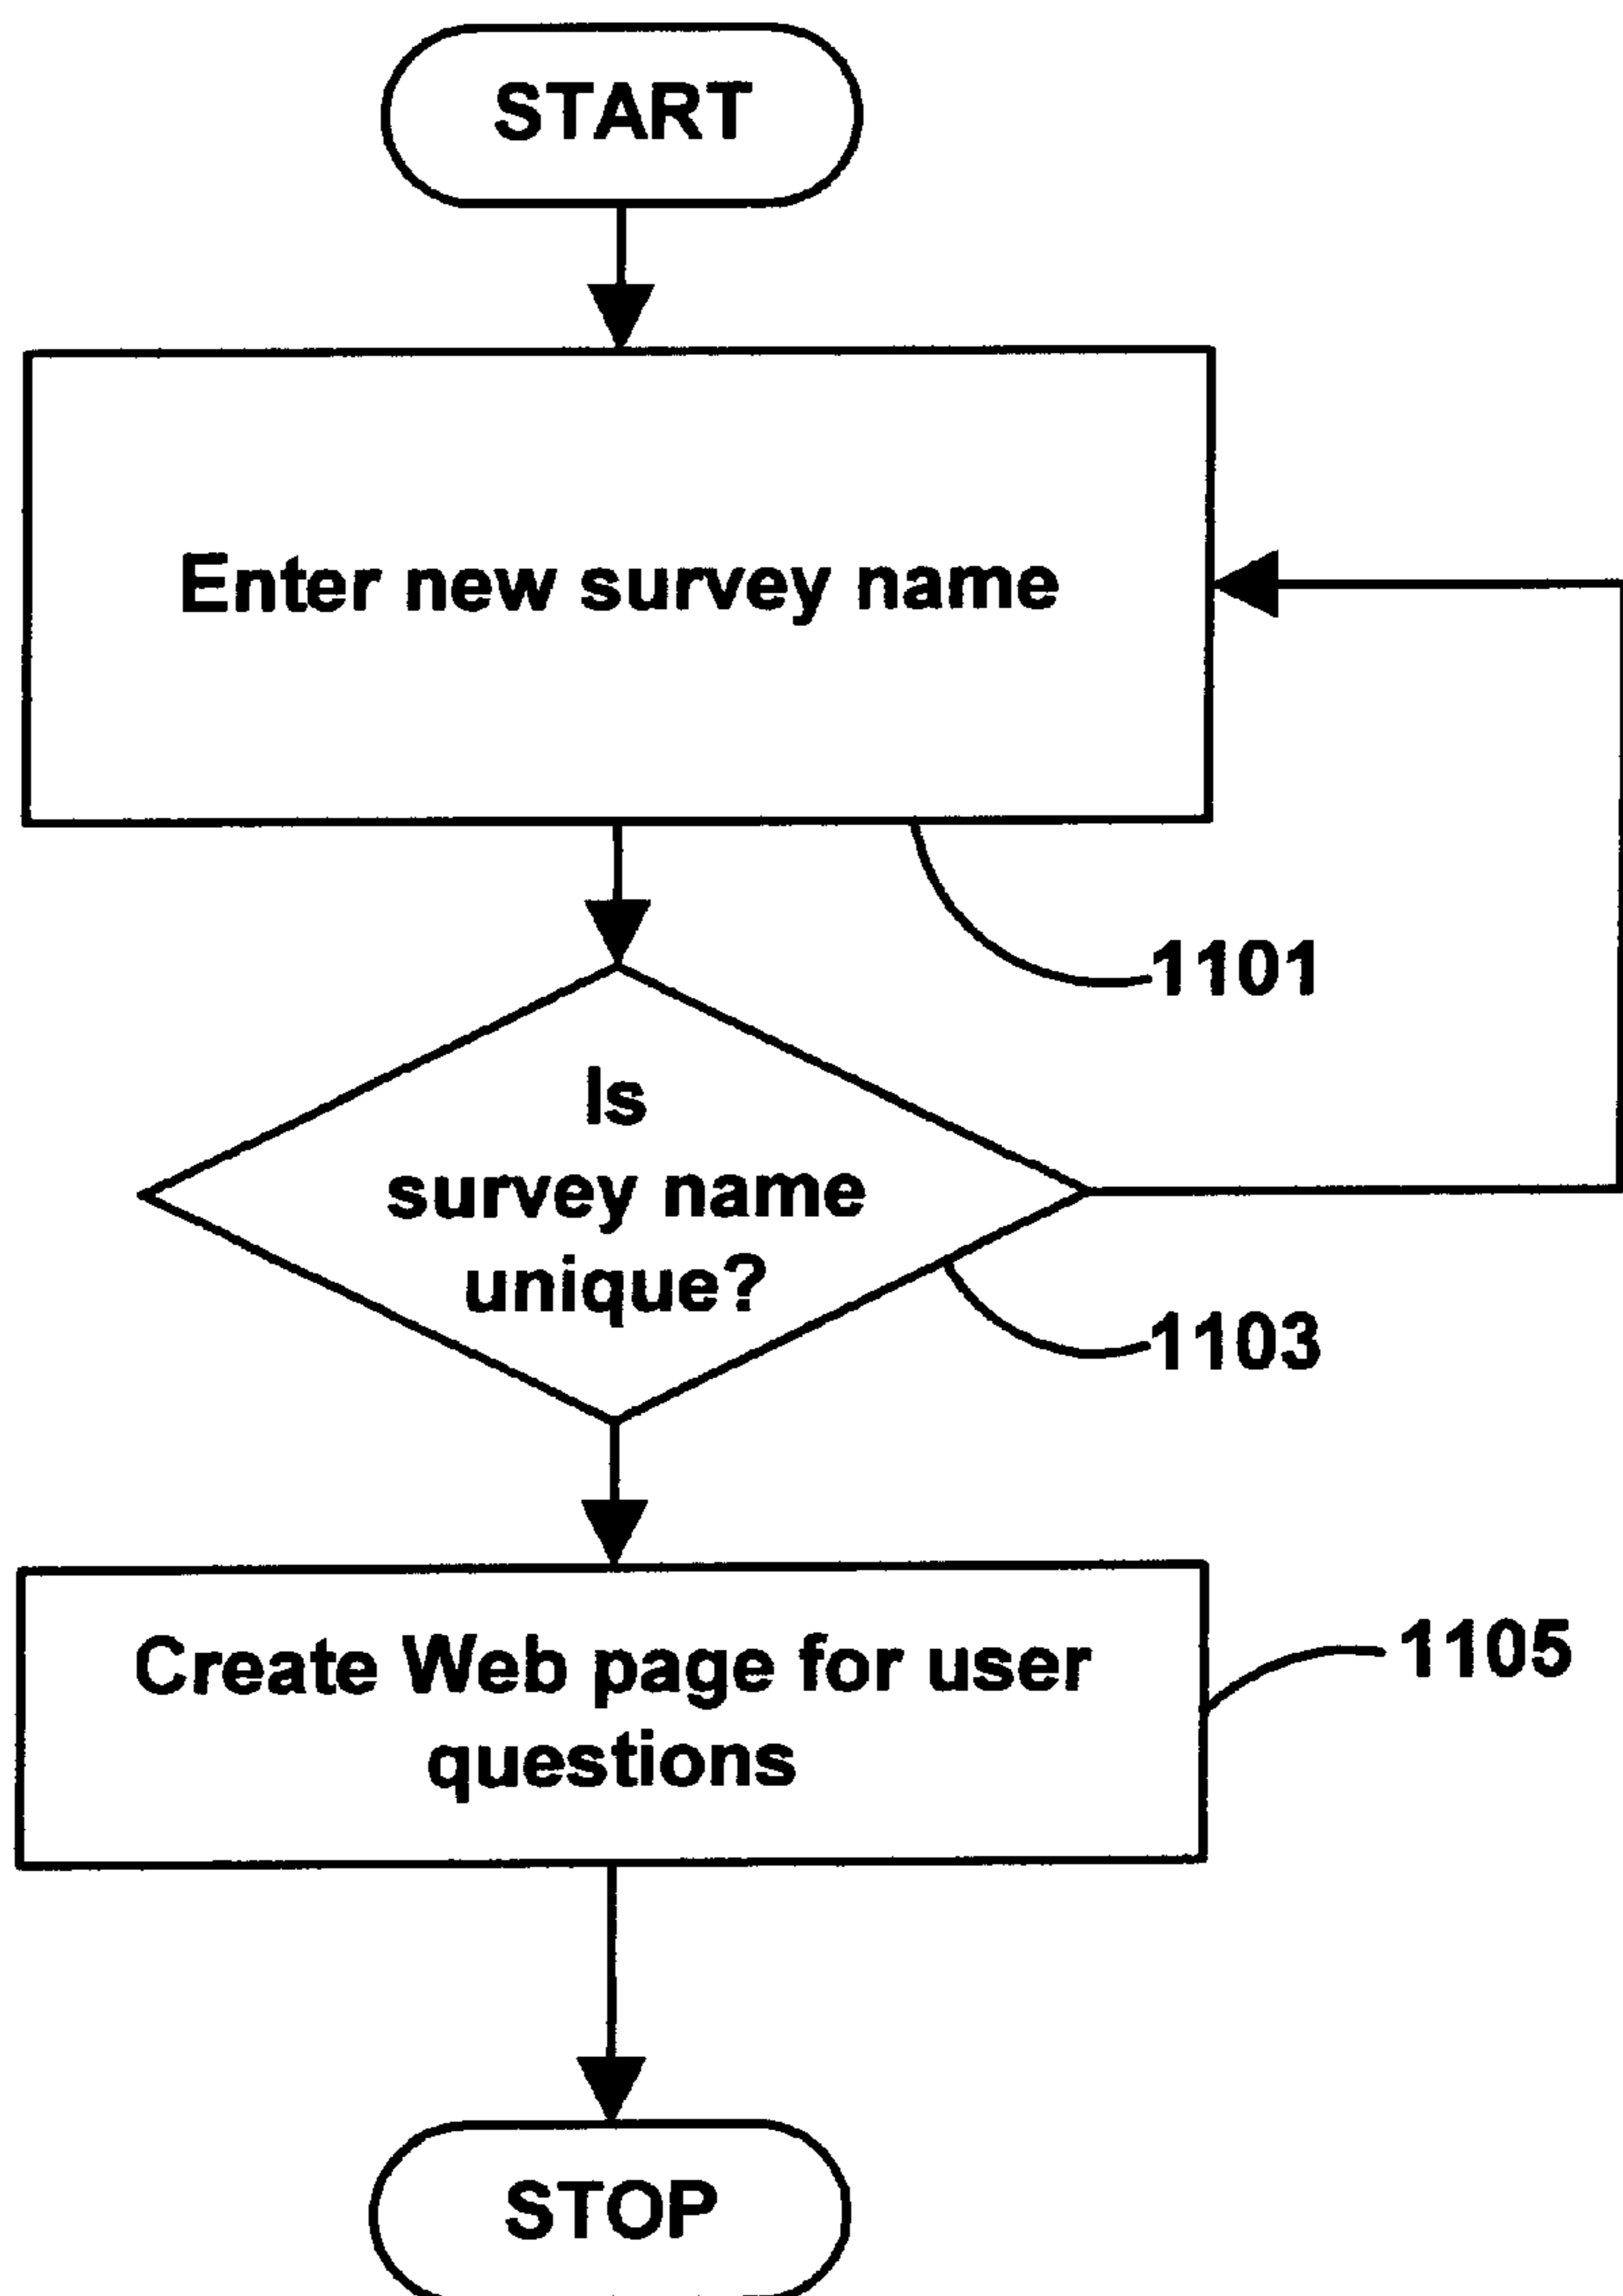 START
Enter new survey name
1101
Is
survey name
unique?
1103
Create Web page for user
questions
1105
STOP